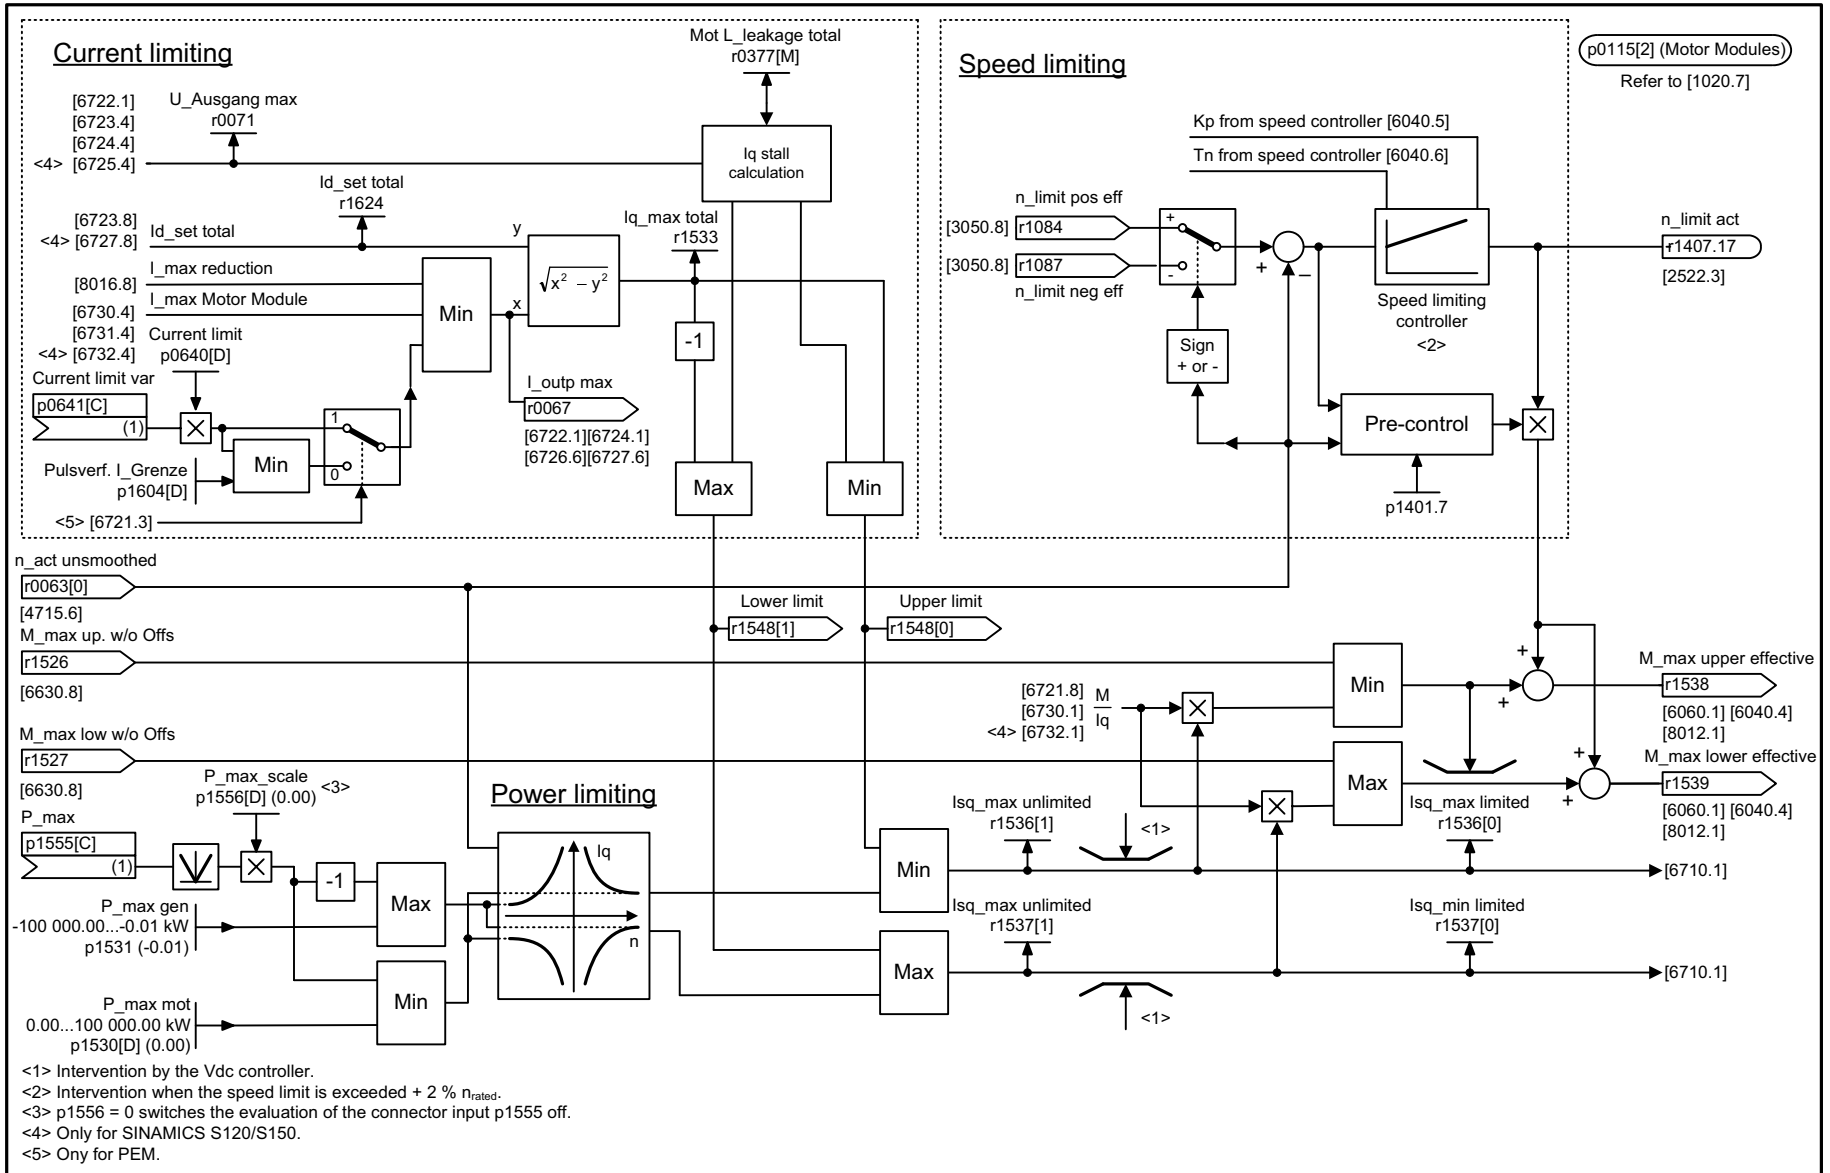 Current limiting
Mot L_leakage total
r0377[M]
[6722.1]
[6723.4]
[6724.4]
<4> [6725.4]
U_Ausgang max
r0071
Iq stall
calculation
Id_set total
r1624
[6723.8]
<4> [6727.8]
Id_set total
y
Iq_max total
r1533
I_max reduction
[8016.8]
I_max Motor Module
[6730.4]
[6731.4]
<4> [6732.4]
Min
x
√x² – y²
-1
Current limit
p0640[D]
Current limit var
p0641[C]
(1)
1
0
Min
Pulsverf. I_Grenze
p1604[D]
<5> [6721.3]
I_outp max
r0067
[6722.1][6724.1]
[6726.6][6727.6]
Max
Min
Speed limiting
p0115[2] (Motor Modules)
Refer to [1020.7]
Kp from speed controller [6040.5]
Tn from speed controller [6040.6]
n_limit pos eff
[3050.8] r1084
[3050.8] r1087
n_limit neg eff
+
-
+
–
Sign
+ or -
Speed limiting
controller
<2>
n_limit act
r1407.17
[2522.3]
Pre-control
p1401.7
n_act unsmoothed
r0063[0]
[4715.6]
Lower limit
r1548[1]
Upper limit
r1548[0]
M_max up. w/o Offs
r1526
[6630.8]
[6721.8]
[6730.1]
<4> [6732.1]
M
Iq
Min
+
+
M_max upper effective
r1538
[6060.1] [6040.4]
[8012.1]
M_max low w/o Offs
r1527
[6630.8]
Max
+
+
M_max lower effective
r1539
[6060.1] [6040.4]
[8012.1]
P_max_scale
p1556[D] (0.00) <3>
P_max
p1555[C]
(1)
-1
Power limiting
Iq
n
Max
P_max gen
-100 000.00...-0.01 kW
p1531 (-0.01)
Min
P_max mot
0.00...100 000.00 kW
p1530[D] (0.00)
Min
Isq_max unlimited
r1536[1]
<1>
Isq_max limited
r1536[0]
[6710.1]
Max
Isq_max unlimited
r1537[1]
<1>
Isq_min limited
r1537[0]
[6710.1]
<1> Intervention by the Vdc controller.
<2> Intervention when the speed limit is exceeded + 2 % nrated.
<3> p1556 = 0 switches the evaluation of the connector input p1555 off.
<4> Only for SINAMICS S120/S150.
<5> Ony for PEM.